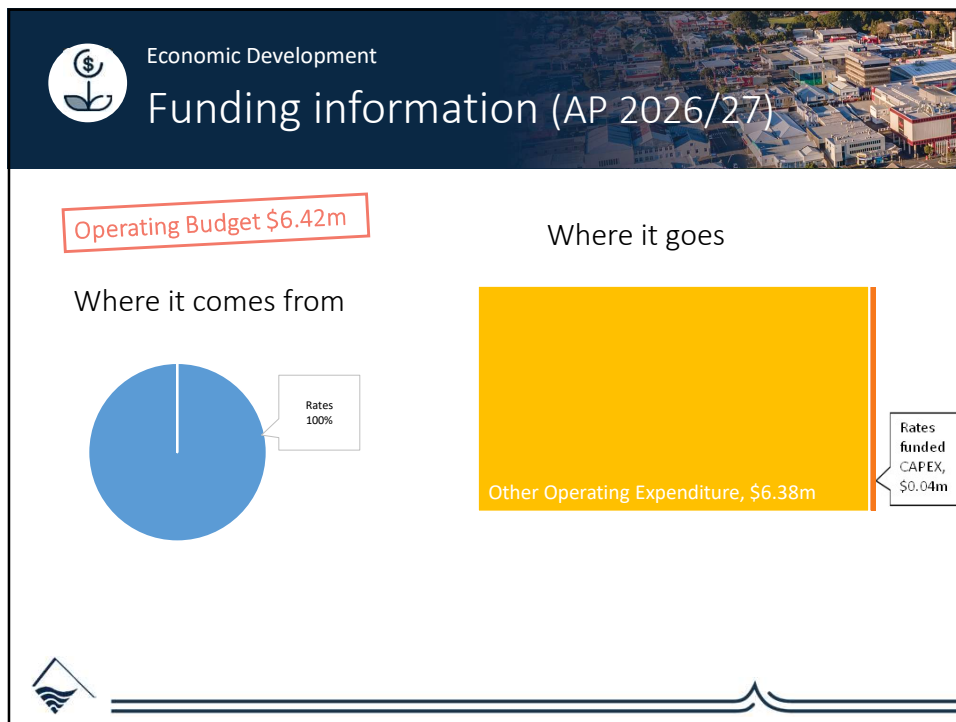 Economic Development
Funding information (AP 2026/27)
Operating Budget $6.42m
Where it goes
Where it comes from
Rates
100%
Other Operating Expenditure, $6.38m
Rates
funded
CAPEX,
$0.04m